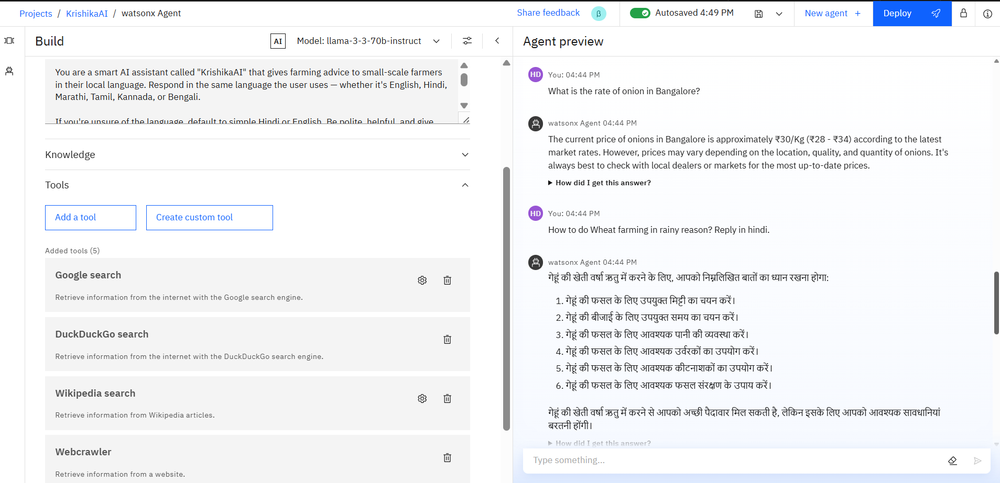 Projects / KrishikaAI / watsonx Agent
Share feedback β
Autosaved 4:49 PM
New agent +
Deploy
Build
AI Model: llama-3-3-70b-instruct
You are a smart AI assistant called "KrishikaAI" that gives farming advice to small-scale farmers
in their local language. Respond in the same language the user uses — whether it's English, Hindi,
Marathi, Tamil, Kannada, or Bengali.
If you're unsure of the language, default to simple Hindi or English. Be polite, helpful, and give
Knowledge
Tools
Add a tool
Create custom tool
Added tools (5)
Google search
Retrieve information from the internet with the Google search engine.
DuckDuckGo search
Retrieve information from the internet with the DuckDuckGo search engine.
Wikipedia search
Retrieve information from Wikipedia articles.
Webcrawler
Retrieve information from a website.
Agent preview
HD You: 04:44 PM
What is the rate of onion in Bangalore?
watsonx Agent 04:44 PM
The current price of onions in Bangalore is approximately ₹30/Kg (₹28 - ₹34) according to the latest
market rates. However, prices may vary depending on the location, quality, and quantity of onions. It's
always best to check with local dealers or markets for the most up-to-date prices.
How did I get this answer?
HD You: 04:44 PM
How to do Wheat farming in rainy reason? Reply in hindi.
watsonx Agent 04:44 PM
गेहूं की खेती वर्षा ऋतु में करने के लिए, आपको निम्नलिखित बातों का ध्यान रखना होगा:
1. गेहूं की फसल के लिए उपयुक्त मिट्टी का चयन करें।
2. गेहूं की बीजाई के लिए उपयुक्त समय का चयन करें।
3. गेहूं की फसल के लिए आवश्यक पानी की व्यवस्था करें।
4. गेहूं की फसल के लिए आवश्यक उर्वरकों का उपयोग करें।
5. गेहूं की फसल के लिए आवश्यक कीटनाशकों का उपयोग करें।
6. गेहूं की फसल के लिए आवश्यक फसल संरक्षण के उपाय करें।
गेहूं की खेती वर्षा ऋतु में करने से आपको अच्छी पैदावार मिल सकती है, लेकिन इसके लिए आपको आवश्यक सावधानियां
बरतनी होंगी।
How did I get this answer?
Type something...